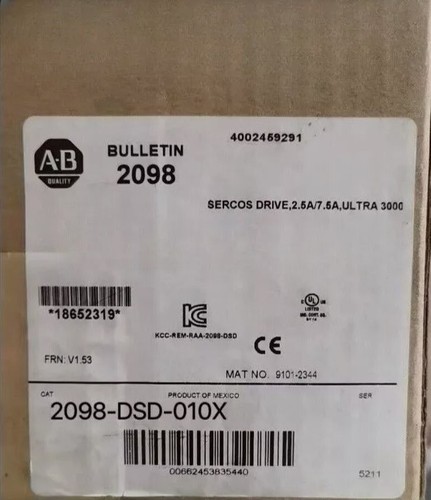 4002459291
A-B
QUALITY
BULLETIN
2098
SERCOS DRIVE,2.5A/7.5A,ULTRA 3000
*18652319*
KCC-REM-RAA-2098-DSD
LISTED
FRN: V1.53
MAT NO. 9101-2344
CAT
PRODUCT OF MEXICO
SER
2098-DSD-010X
00662453835440
5211